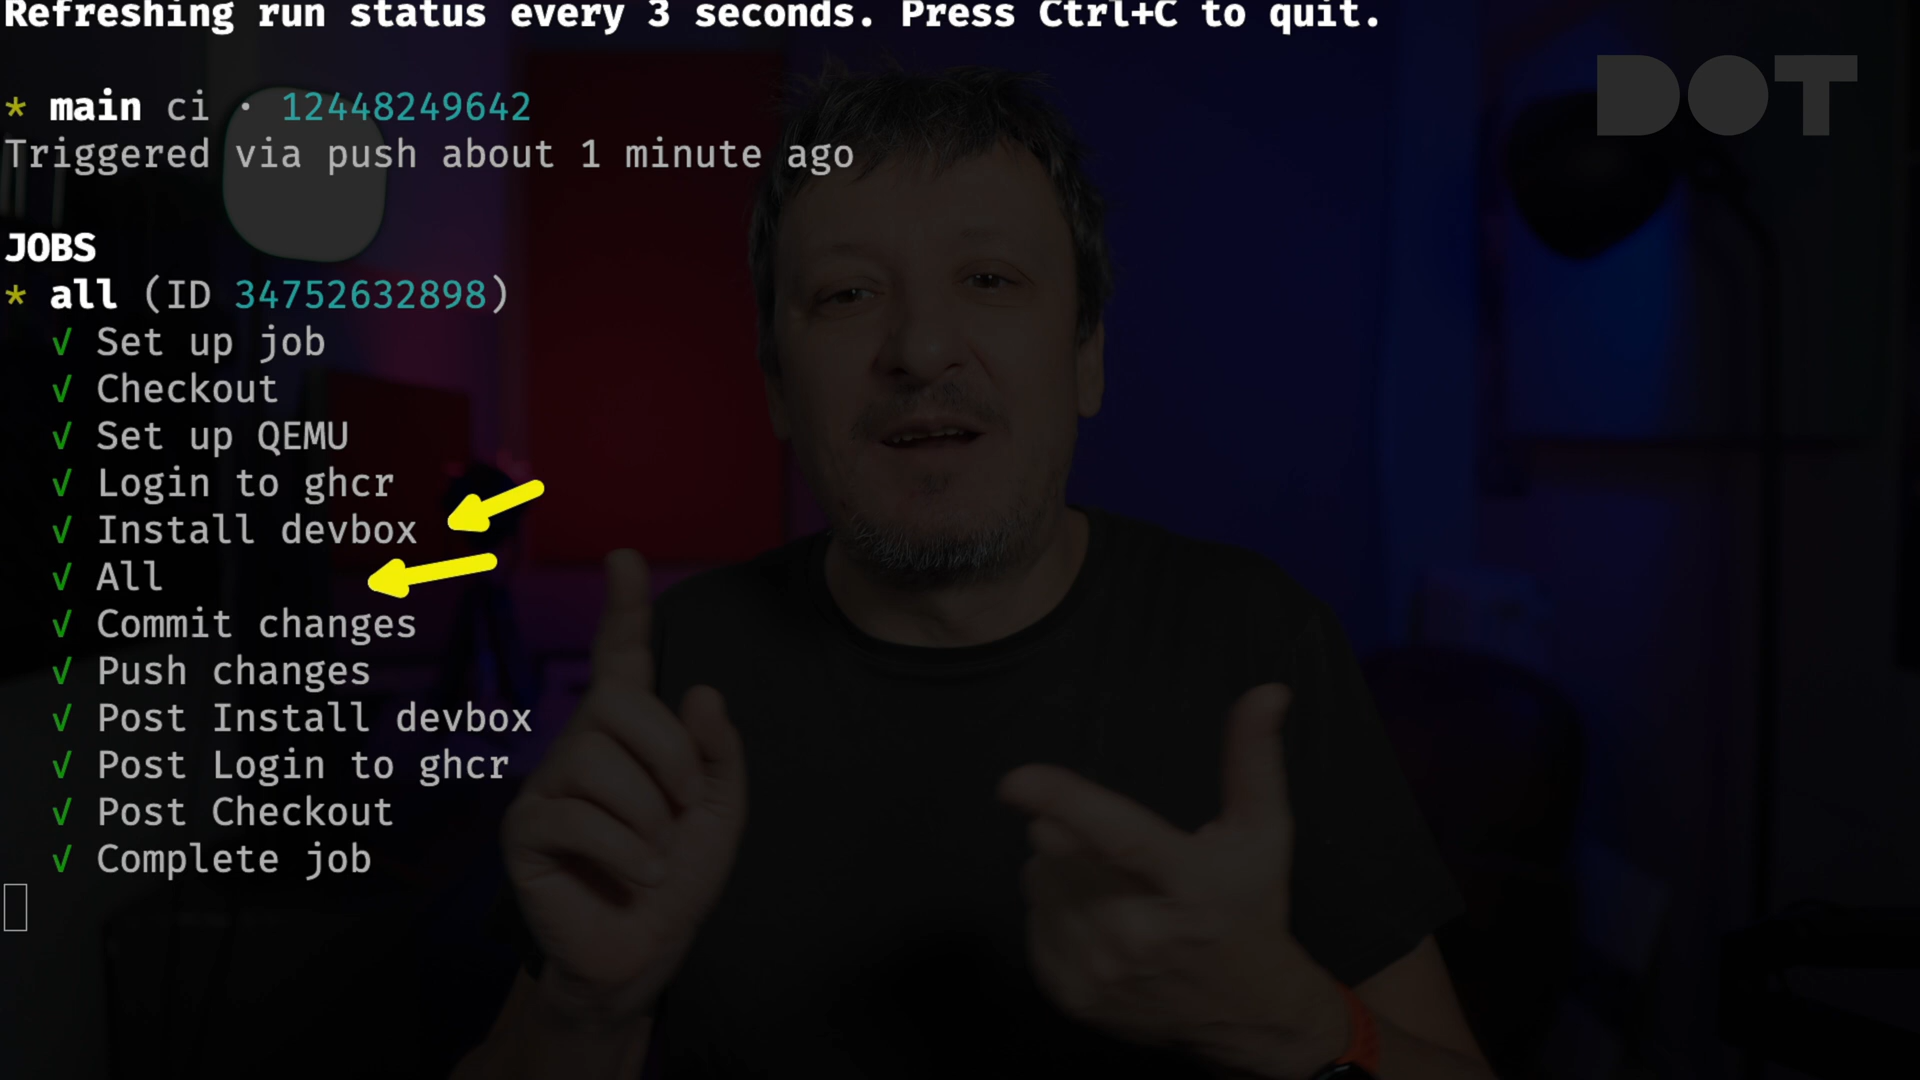 Refreshing run status every 3 seconds. Press Ctrl+C to quit.
DOT
* main ci · 12448249642
Triggered via push about 1 minute ago
JOBS
* all (ID 34752632898)
✓ Set up job
✓ Checkout
✓ Set up QEMU
✓ Login to ghcr
✓ Install devbox
✓ All
✓ Commit changes
✓ Push changes
✓ Post Install devbox
✓ Post Login to ghcr
✓ Post Checkout
✓ Complete job